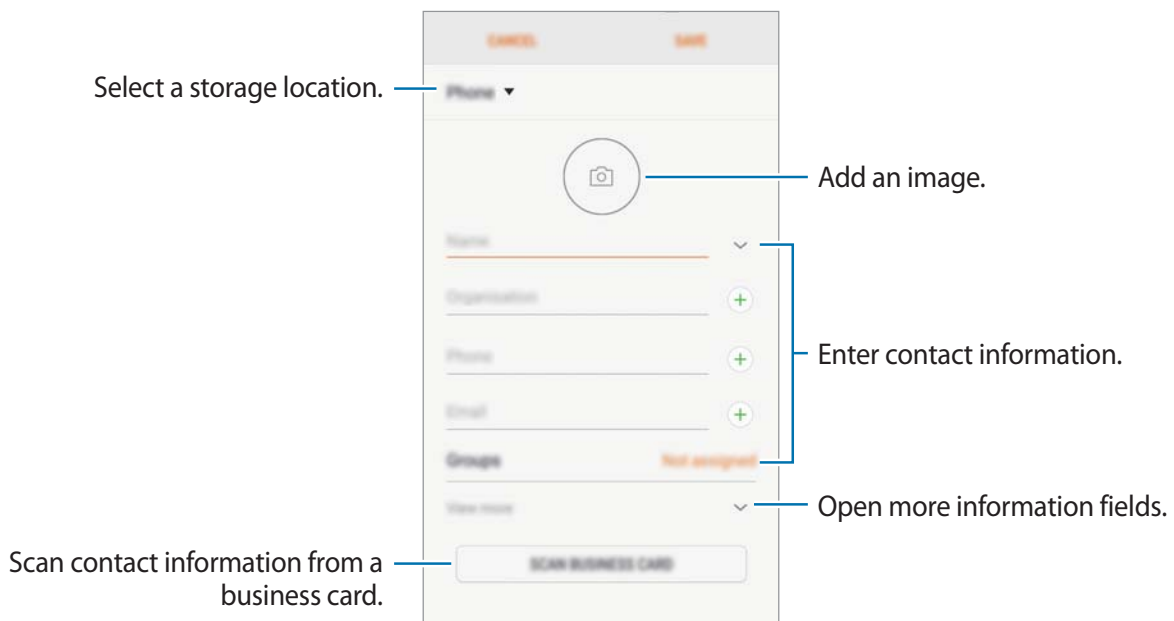 CANCEL SAVE
Select a storage location.
Phone
Add an image.
Name
Organisation
Phone
Enter contact information.
Email
Groups Not assigned
View more
Open more information fields.
Scan contact information from a
business card.
SCAN BUSINESS CARD